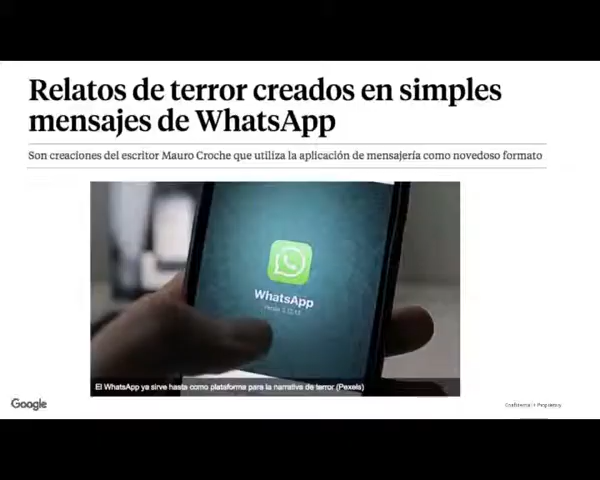 Relatos de terror creados en simples
mensajes de WhatsApp
Son creaciones del escritor Mauro Croche que utiliza la aplicación de mensajería como novedoso formato
WhatsApp
El WhatsApp ya sirve hasta como plataforma para la narrativa de terror (Pexels)
Google
Confidential + Proprietary